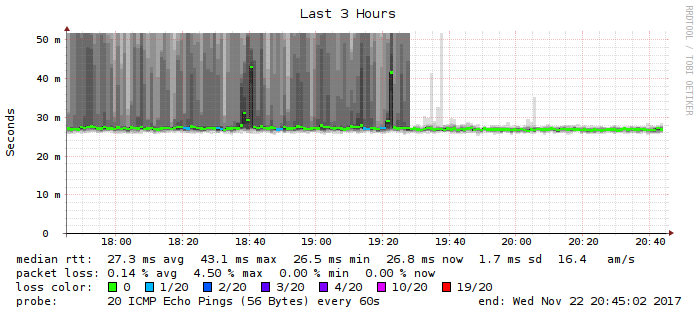 Last 3 Hours
RRDTOOL / TOBI OETIKER
Seconds
50 m
40 m
30 m
20 m
10 m
0
18:00 18:20 18:40 19:00 19:20 19:40 20:00 20:20 20:40
median rtt: 27.3 ms avg 43.1 ms max 26.5 ms min 26.8 ms now 1.7 ms sd 16.4 am/s
packet loss: 0.14 % avg 4.50 % max 0.00 % min 0.00 % now
loss color: 0 1/20 2/20 3/20 4/20 10/20 19/20
probe: 20 ICMP Echo Pings (56 Bytes) every 60s end: Wed Nov 22 20:45:02 2017